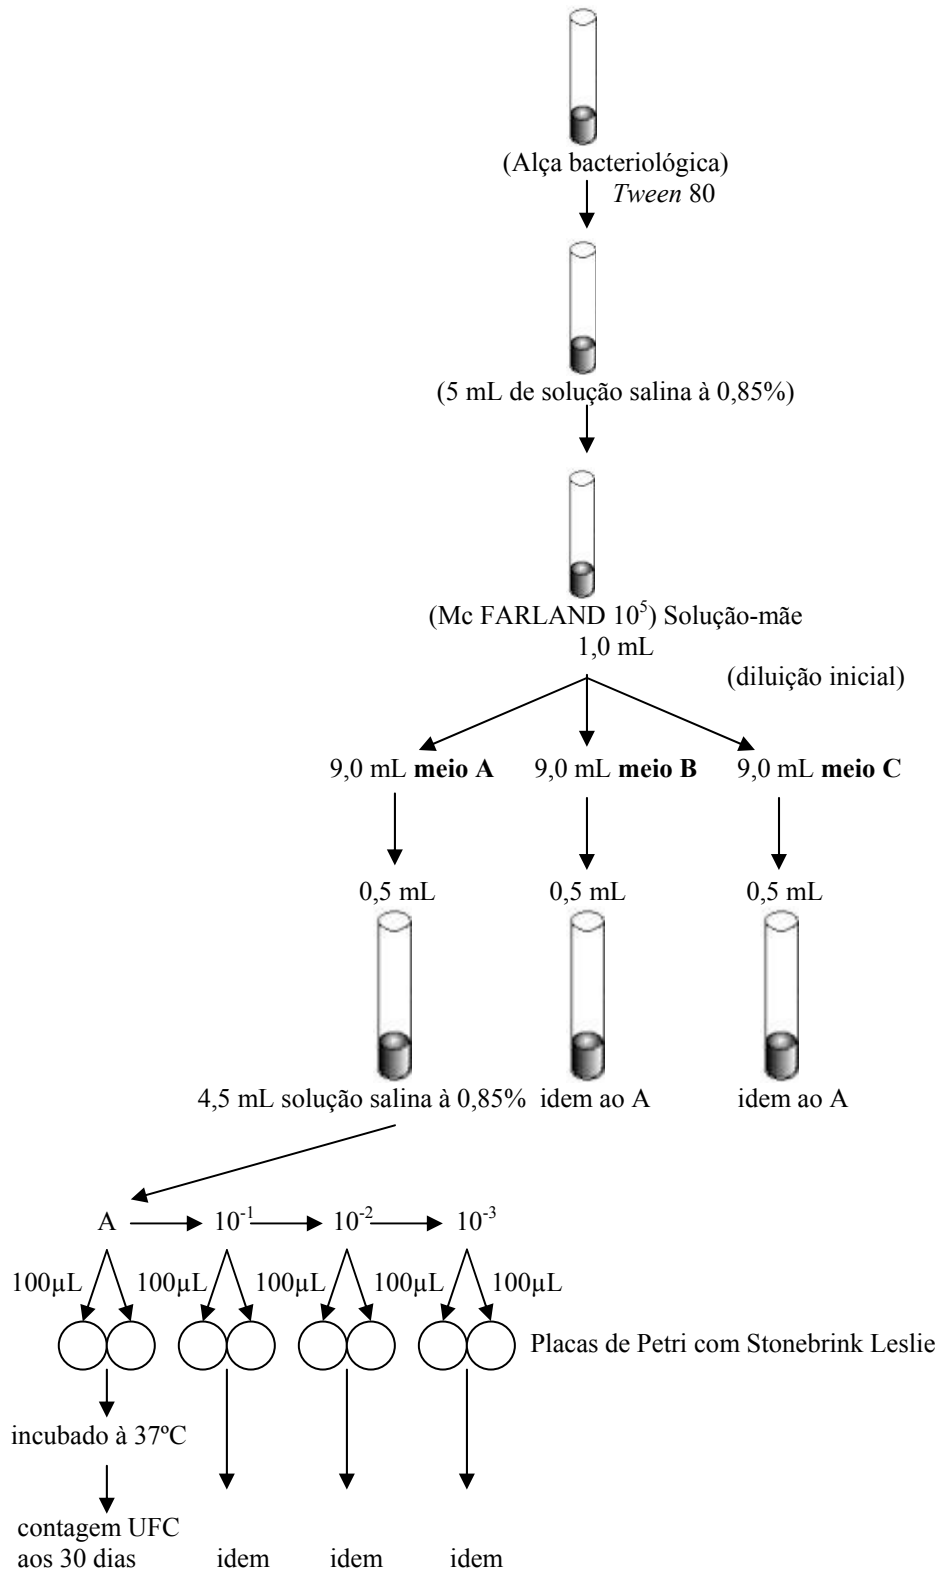 (Alça bacteriológica)
Tween 80
(5 mL de solução salina à 0,85%)
(Mc FARLAND 10⁵) Solução-mãe
1,0 mL
(diluição inicial)
9,0 mL meio A 9,0 mL meio B 9,0 mL meio C
0,5 mL 0,5 mL 0,5 mL
4,5 mL solução salina à 0,85% idem ao A idem ao A
A 10⁻¹ 10⁻² 10⁻³
100µL 100µL 100µL 100µL 100µL
Placas de Petri com Stonebrink Leslie
incubado à 37ºC
contagem UFC
aos 30 dias idem idem idem